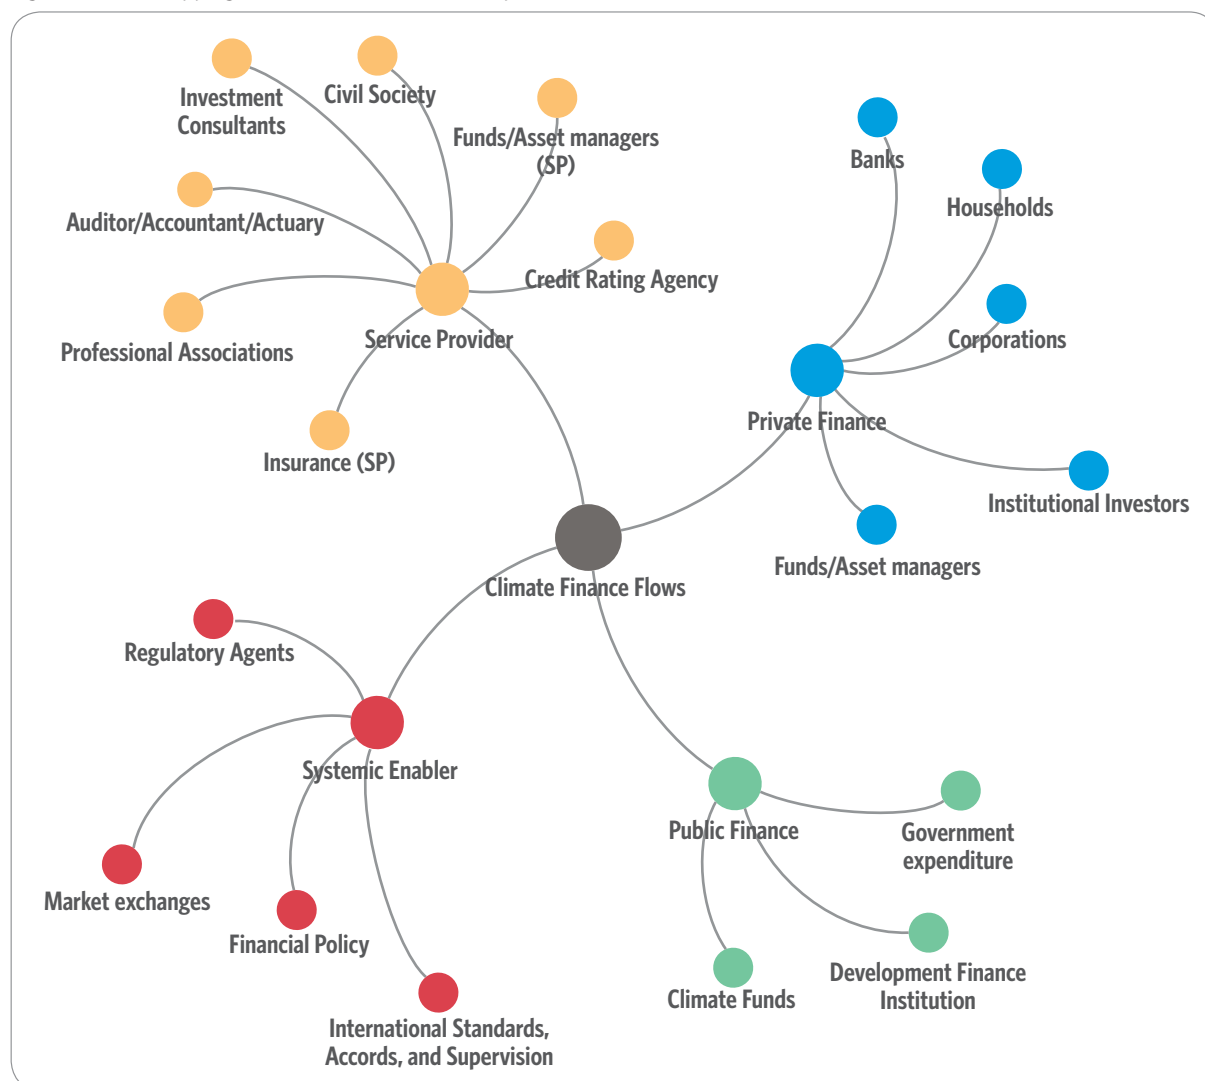 Investment
Consultants
Civil Society
Funds/Asset managers
(SP)
Auditor/Accountant/Actuary
Credit Rating Agency
Professional Associations
Service Provider
Insurance (SP)
Banks
Households
Corporations
Private Finance
Institutional Investors
Funds/Asset managers
Climate Finance Flows
Regulatory Agents
Systemic Enabler
Market exchanges
Financial Policy
International Standards,
Accords, and Supervision
Public Finance
Government
expenditure
Development Finance
Institution
Climate Funds